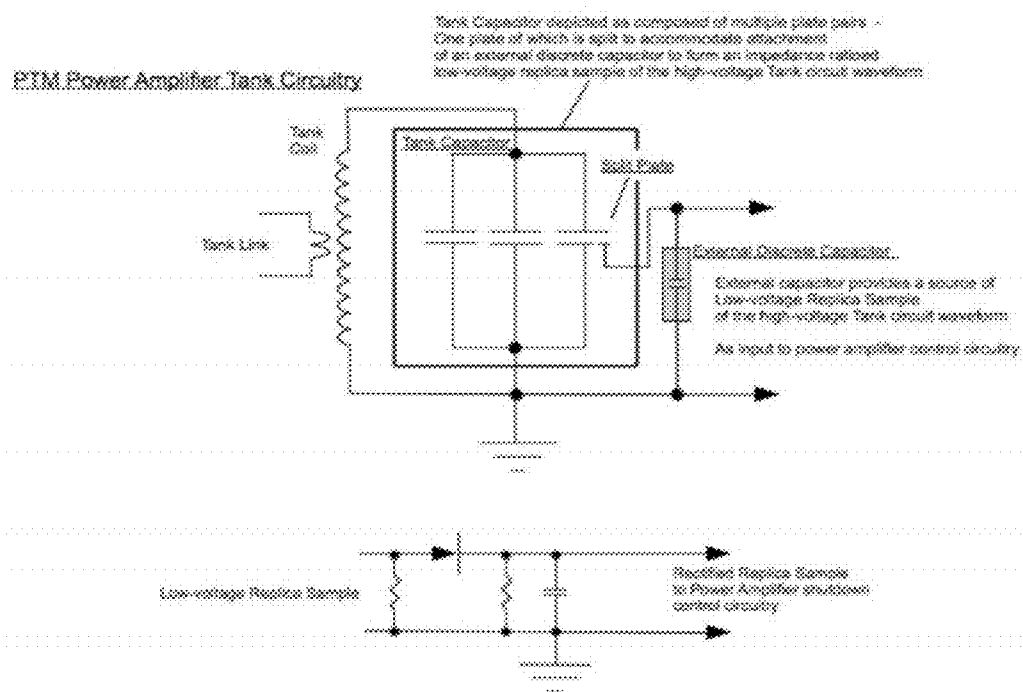 Tank Capacitor depicted as composed of multiple plate pairs -
One plate of which is split to accommodate attachment
of an external discrete capacitor to form an impedance ratioed
low-voltage replica sample of the high-voltage Tank circuit waveform
PTM Power Amplifier Tank Circuitry
Tank
Coil
Tank Capacitor
Split Plate
Tank Link
External Discrete Capacitor
External capacitor provides a source of
Low-voltage Replica Sample
of the high-voltage Tank circuit waveform
As input to power amplifier control circuitry
Low-voltage Replica Sample
Rectified Replica Sample
to Power Amplifier shutdown
control circuitry